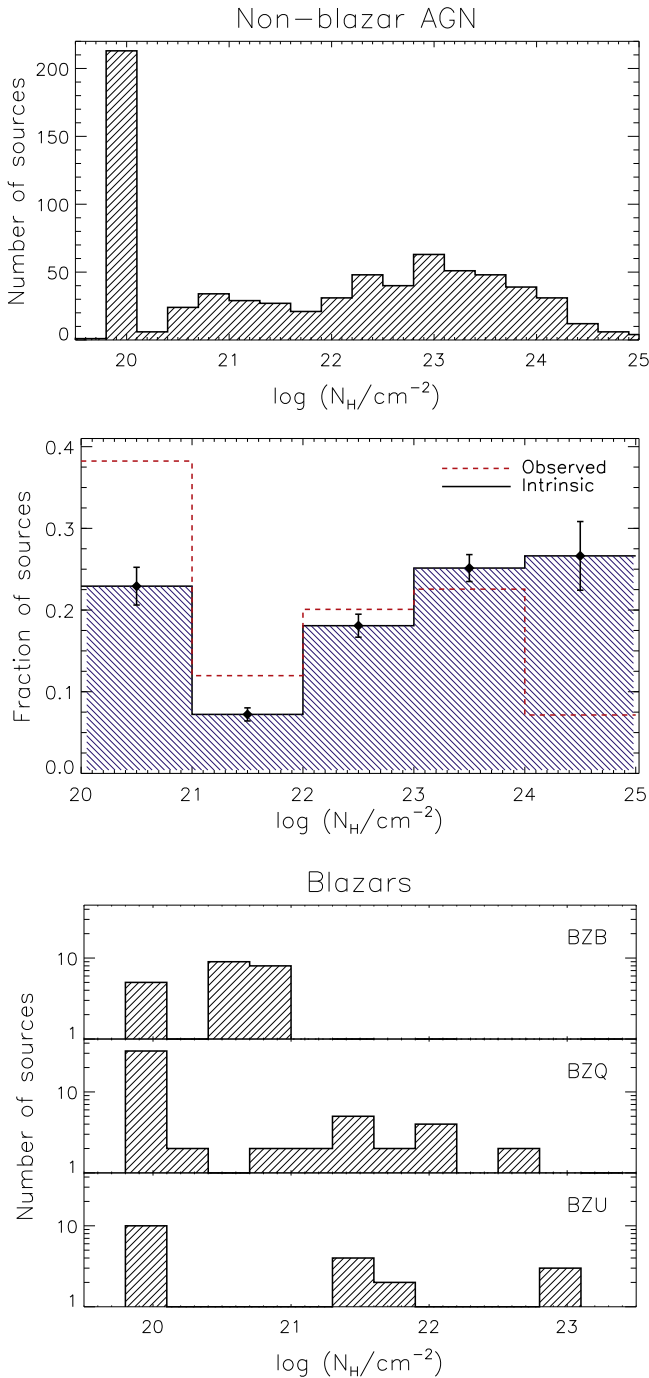 Non-blazar AGN
Number of sources
200
150
100
50
0
20 21 22 23 24 25
log (N_H/cm^-2)
Fraction of sources
0.4
0.3
0.2
0.1
0.0
Observed
Intrinsic
20 21 22 23 24 25
log (N_H/cm^-2)
Blazars
Number of sources
BZB
10
1
BZQ
10
1
BZU
10
1
20 21 22 23
log (N_H/cm^-2)